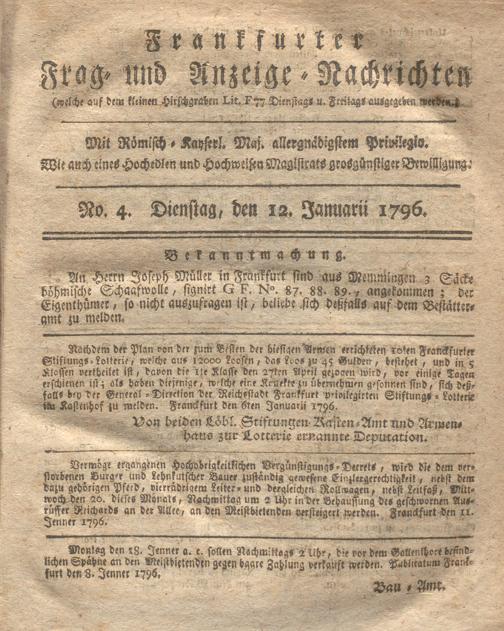 Frankfurter
Frag- und Anzeige-Nachrichten
(welche auf dem kleinen Hirschgraben Lit. F 77 Dienstags u. Freitags ausgegeben werden.)
Mit Römisch-Kayserl. Maj. allergnädigstem Privilegio.
Wie auch eines Hochedlen und Hochweisen Magistrats grosgünstiger Bewilligung.
No. 4. Dienstag, den 12. Januarii 1796.
Bekanntmachung.
An Herrn Joseph Müller in Frankfurt sind aus Memmingen 3 Säcke
böhmische Schaafwolle, signirt G F. No. 87. 88. 89., angekommen; der
Eigenthümer, so nicht auszufragen ist, beliebe sich deßfalls auf dem Bestätter-
amt zu melden.
Nachdem der Plan von der zum Besten der hiesigen Armen errichteten 10ten Franckfurter
Stiftungs-Lotterie, welche aus 12000 Loosen, das Loos zu 45 Gulden, bestehet, und in 5
Klassen vertheilet ist, davon die 1te Klasse den 27ten April gezogen wird, vor einige Tagen
erschienen ist; als haben diejenige, welche eine zu übernehmen gesonnen sind, sich deß-
falls bey der General-Direction der Reichsstadt Franckfurt privilegirten Stiftungs-Lotterie
im Kastenhof zu melden. Franckfurt den 6ten Januarii 1796.
Von beiden Löbl. Stiftungen Kasten-Amt und Armen-
haus zur Lotterie ernannte Deputation.
Vermöge ergangenen Hochobrigkeitlichen Vergünstigungs-Decrets, wird die dem ver-
storbenen Burger und Lehnkutscher Bauer zuständig gewesene Einzlergerechtigkeit, nebst dem
dazu gehörigen Pferd, vierrädrigem Leiter- und dergleichen Rollwagen, nebst Leitfaß, Mitt-
woch den 20. dieses Monats, Nachmittag um 2 Uhr in der Behaussung des geschwornen Aus-
rüffer Reichards an der Allee, an den Meistbietenden versteigert werden. Franckfurt den 11.
Jenner 1796.
Montag den 18. Jenner a. c. sollen Nachmittags 2 Uhr, die vor dem Gallenthore befind-
lichen Spähne an den Meistbietenden gegen baare Zahlung verkauft werden. Publicatum Frank-
furt den 8. Jenner 1796.
Bau-Amt.